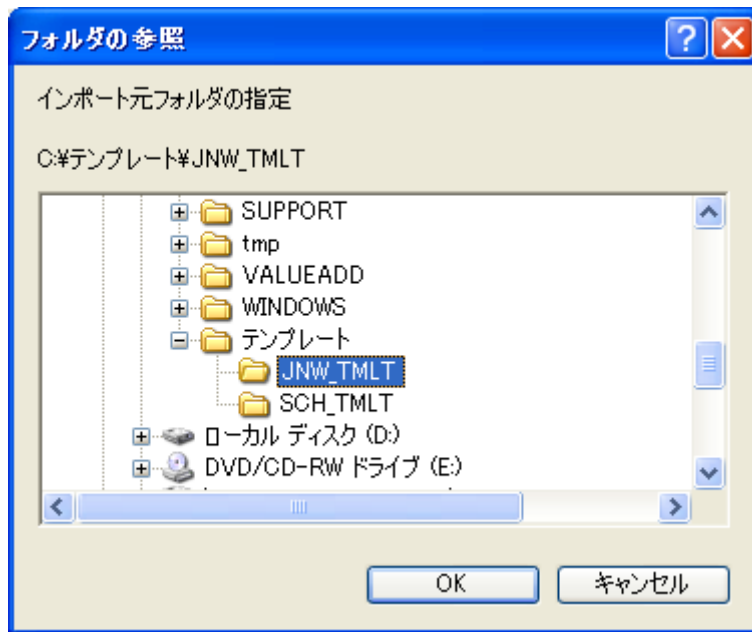 フォルダの参照
インポート元フォルダの指定
C:¥テンプレート¥JNW_TMLT
SUPPORT
tmp
VALUEADD
WINDOWS
テンプレート
JNW_TMLT
SCH_TMLT
ローカル ディスク (D:)
DVD/CD-RW ドライブ (E:)
OK
キャンセル